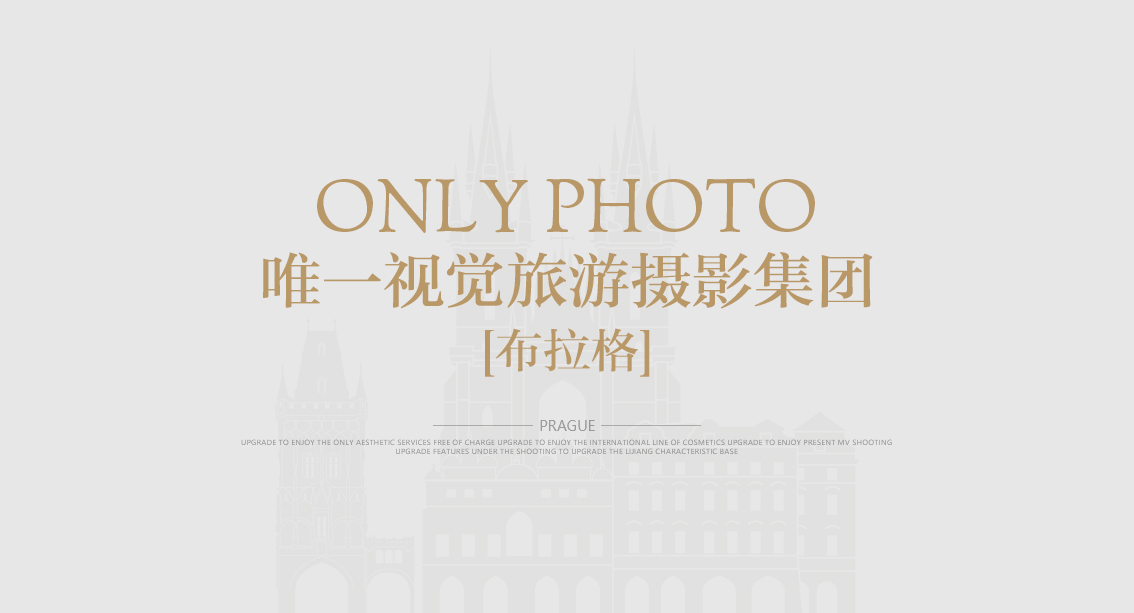 ONLY PHOTO
唯一视觉旅游摄影集团
[布拉格]
PRAGUE
UPGRADE TO ENJOY THE ONLY AESTHETIC SERVICES FREE OF CHARGE UPGRADE TO ENJOY THE INTERNATIONAL LINE OF COSMETICS UPGRADE TO ENJOY PRESENT MV SHOOTING
UPGRADE FEATURES UNDER THE SHOOTING TO UPGRADE THE LIJIANG CHARACTERISTIC BASE